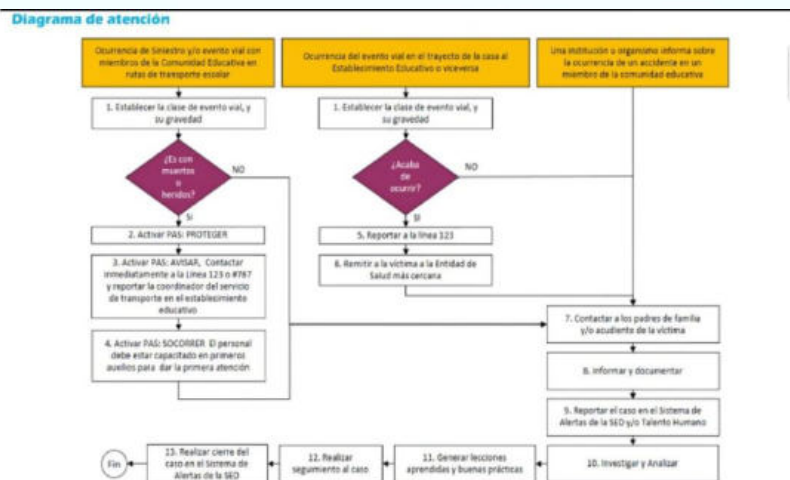 Diagrama de atención
Ocurrencia de Siniestro y/o evento vial con
miembros de la Comunidad Educativa en
rutas de transporte escolar
Ocurrencia del evento vial en el trayecto de la casa al
Establecimiento Educativo o viceversa
Una institución u organismo informa sobre
la ocurrencia de un accidente en un
miembro de la comunidad educativa
1. Establecer la clase de evento vial, y
su gravedad
1. Establecer la clase de evento vial, y
su gravedad
¿Es con
muertos
o
heridos?
NO
Si
¿Acaba
de
ocurrir?
NO
SI
2. Activar PAS: PROTEGER
3. Activar PAS: AVISAR, Contactar
inmediatamente a la Línea 123 o #767
y reportar la coordinador del servicio
de transporte en el establecimiento
educativo
4. Activar PAS: SOCORRER El personal
debe estar capacitado en primeros
auxilios para dar la primera atención
5. Reportar a la línea 123
6. Remitir a la víctima a la Entidad de
Salud más cercana
7. Contactar a los padres de familia
y/o acudiente de la víctima
8. Informar y documentar
9. Reportar el caso en el Sistema de
Alertas de la SED y/o Talento Humano
10. Investigar y Analizar
11. Generar lecciones
aprendidas y buenas prácticas
12. Realizar
seguimiento al caso
13. Realizar cierre del
caso en el Sistema de
Alertas de la SED
Fin